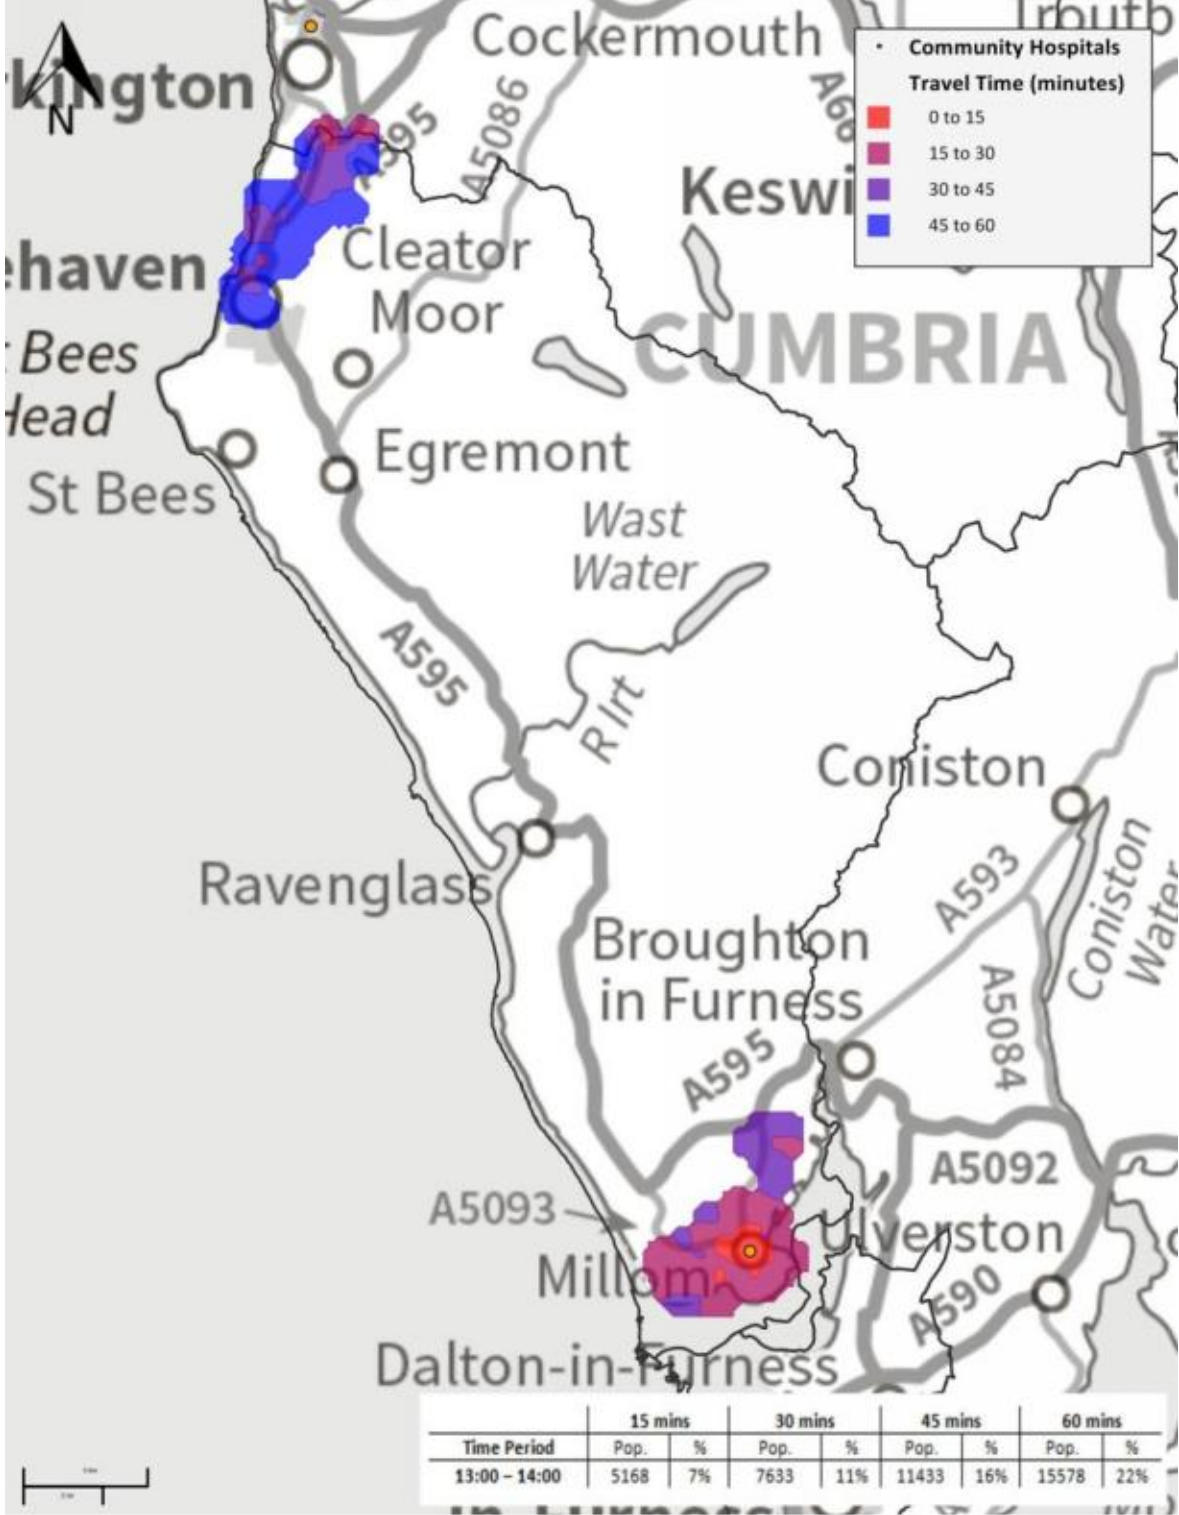 Cockermouth
kington
N
A595
A5086
A66
Community Hospitals
Travel Time (minutes)
0 to 15
15 to 30
30 to 45
45 to 60
Keswi
ehaven
Cleator
Moor
CUMBRIA
Bees
Head
St Bees
Egremont
Wast
Water
A595
R Irt
Coniston
Ravenglass
A593
Coniston
Water
Broughton
in Furness
A5084
A595
A5092
A5093
Ulverston
Millom
A590
Dalton-in-Furness
15 mins 30 mins 45 mins 60 mins
Time Period Pop. % Pop. % Pop. % Pop. %
13:00 – 14:00 5168 7% 7633 11% 11433 16% 15578 22%